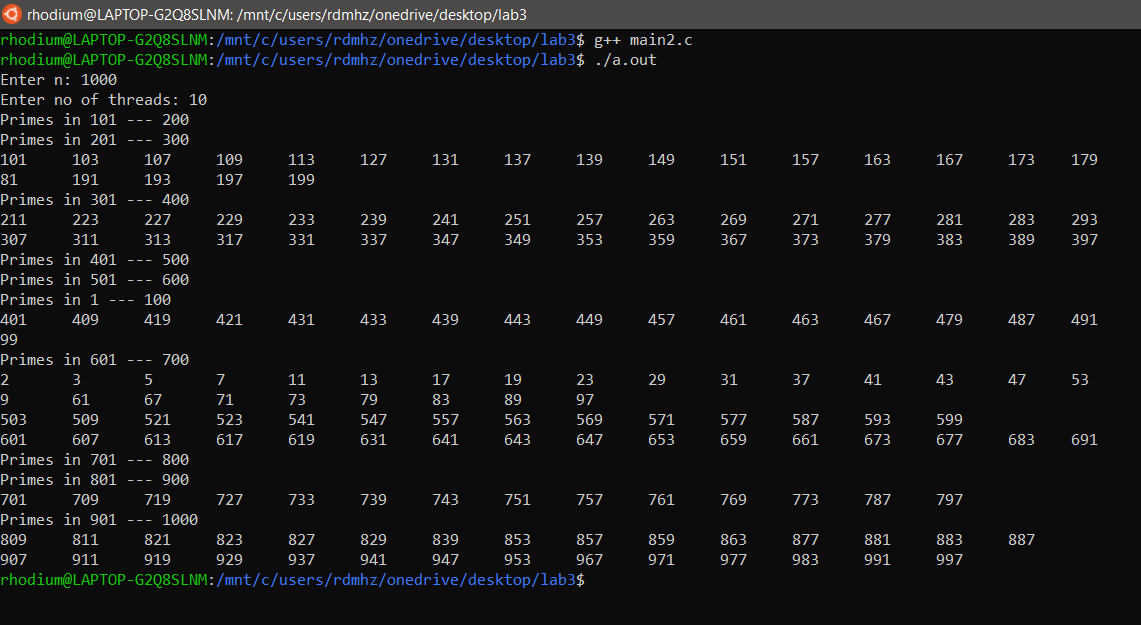 rhodium@LAPTOP-G2Q8SLNM: /mnt/c/users/rdmhz/onedrive/desktop/lab3
rhodium@LAPTOP-G2Q8SLNM:/mnt/c/users/rdmhz/onedrive/desktop/lab3$ g++ main2.c
rhodium@LAPTOP-G2Q8SLNM:/mnt/c/users/rdmhz/onedrive/desktop/lab3$ ./a.out
Enter n: 1000
Enter no of threads: 10
Primes in 101 --- 200
Primes in 201 --- 300
101 103 107 109 113 127 131 137 139 149 151 157 163 167 173 179
81 191 193 197 199
Primes in 301 --- 400
211 223 227 229 233 239 241 251 257 263 269 271 277 281 283 293
307 311 313 317 331 337 347 349 353 359 367 373 379 383 389 397
Primes in 401 --- 500
Primes in 501 --- 600
Primes in 1 --- 100
401 409 419 421 431 433 439 443 449 457 461 463 467 479 487 491
99
Primes in 601 --- 700
2 3 5 7 11 13 17 19 23 29 31 37 41 43 47 53
9 61 67 71 73 79 83 89 97
503 509 521 523 541 547 557 563 569 571 577 587 593 599
601 607 613 617 619 631 641 643 647 653 659 661 673 677 683 691
Primes in 701 --- 800
Primes in 801 --- 900
701 709 719 727 733 739 743 751 757 761 769 773 787 797
Primes in 901 --- 1000
809 811 821 823 827 829 839 853 857 859 863 877 881 883 887
907 911 919 929 937 941 947 953 967 971 977 983 991 997
rhodium@LAPTOP-G2Q8SLNM:/mnt/c/users/rdmhz/onedrive/desktop/lab3$